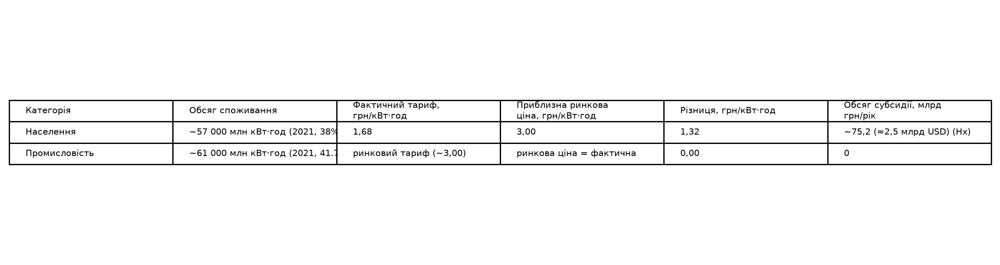 Категорія
Обсяг споживання
Фактичний тариф,
грн/кВт·год
Приблизна ринкова
ціна, грн/кВт·год
Різниця, грн/кВт·год
Обсяг субсидії, млрд
грн/рік
Населення
~57 000 млн кВт·год (2021, 38%
1,68
3,00
1,32
~75,2 (≈2,5 млрд USD) (Нх)
Промисловість
~61 000 млн кВт·год (2021, 41.7
ринковий тариф (~3,00)
ринкова ціна = фактична
0,00
0